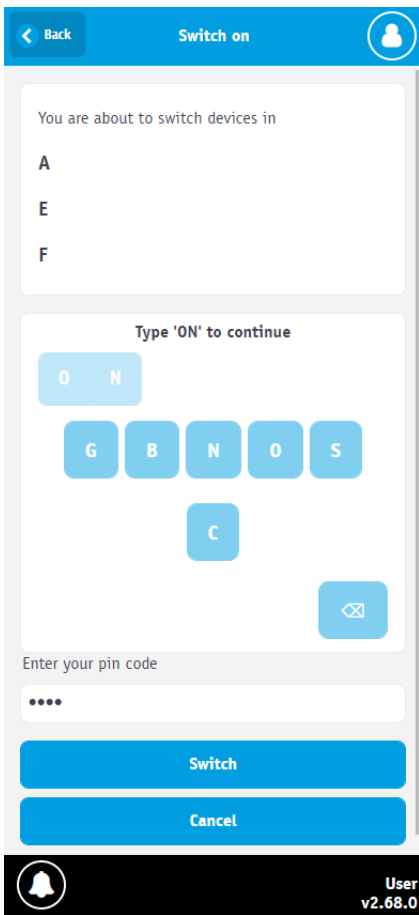 Back
Switch on
You are about to switch devices in
A
E
F
Type 'ON' to continue
O N
G B N O S
C
Enter your pin code
••••
Switch
Cancel
User
v2.68.0